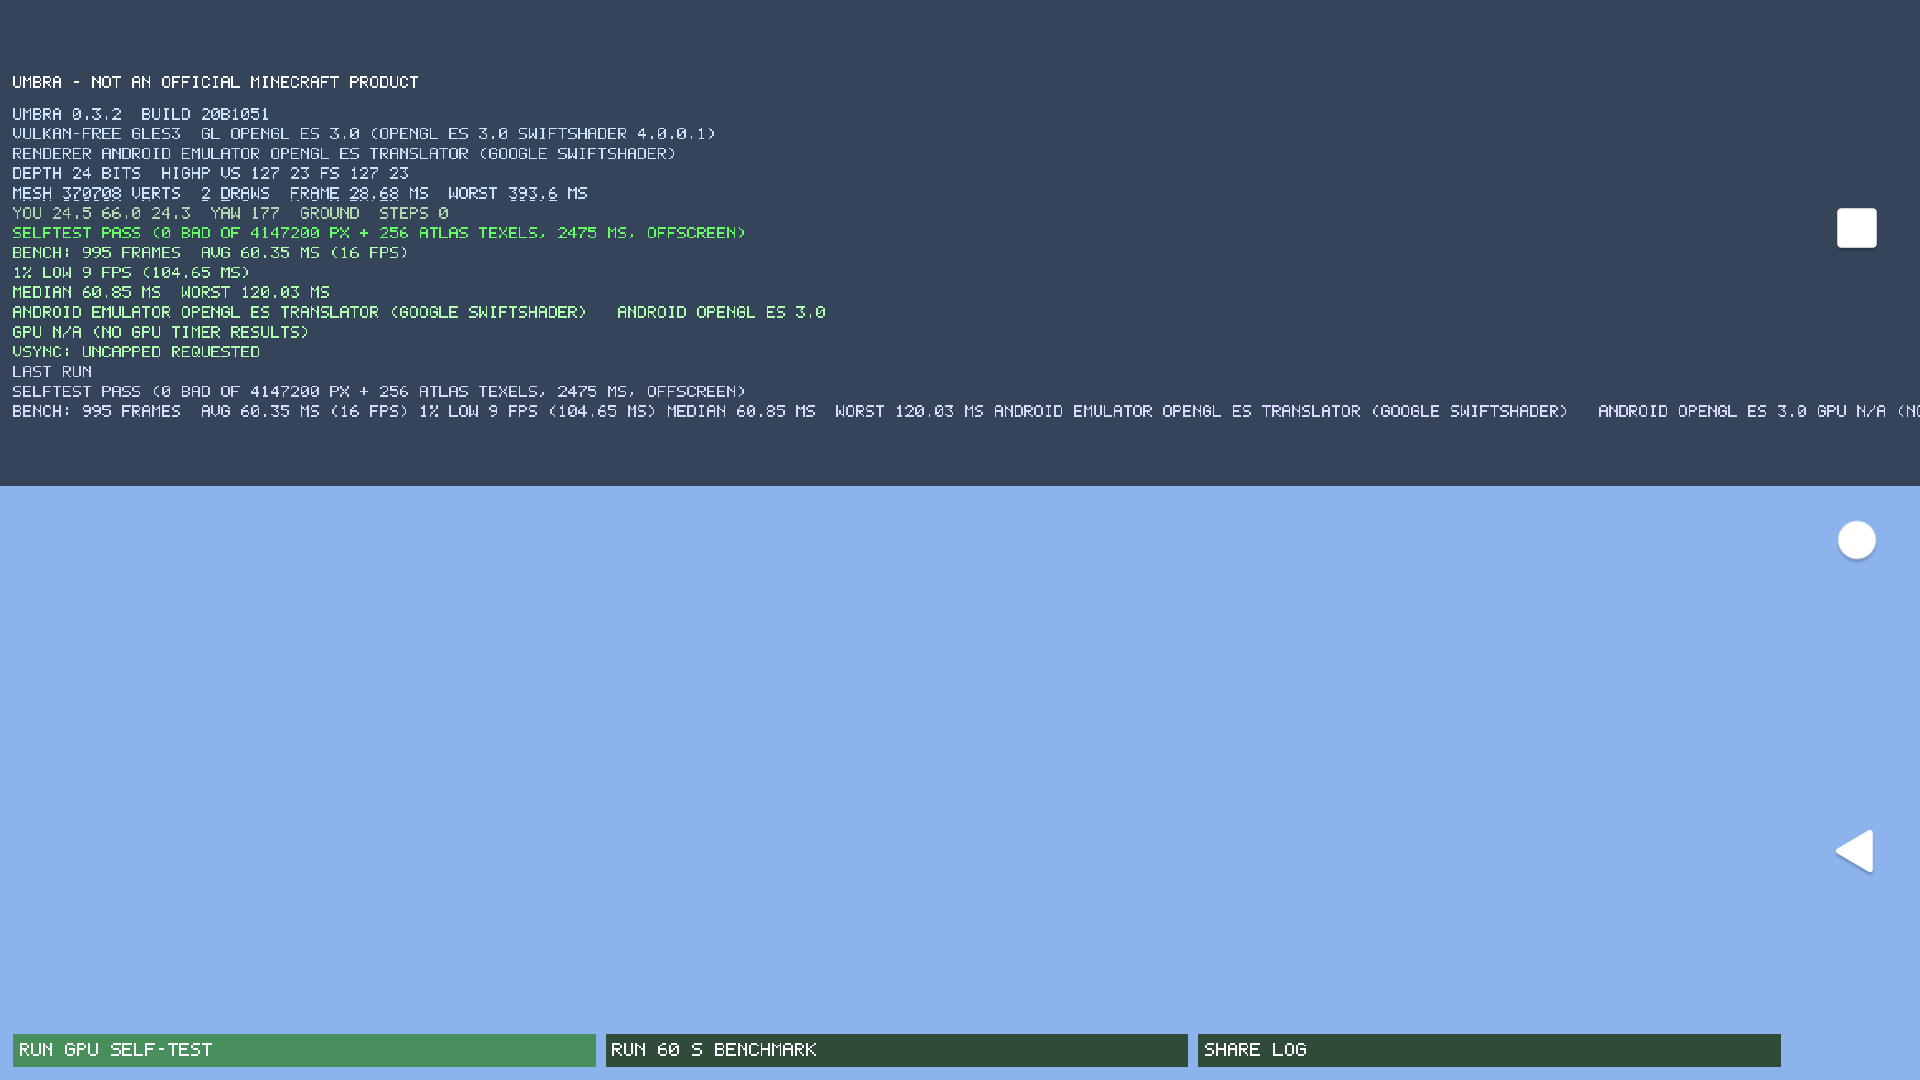 UMBRA - NOT AN OFFICIAL MINECRAFT PRODUCT
UMBRA 0.3.2  BUILD 20B1051
VULKAN-FREE GLES3  GL OPENGL ES 3.0 (OPENGL ES 3.0 SWIFTSHADER 4.0.0.1)
RENDERER ANDROID EMULATOR OPENGL ES TRANSLATOR (GOOGLE SWIFTSHADER)
DEPTH 24 BITS  HIGHP VS 127 23 FS 127 23
MESH 370708 VERTS  2 DRAWS  FRAME 28.68 MS  WORST 393.6 MS
YOU 24.5 66.0 24.3  YAW 177  GROUND  STEPS 0
SELFTEST PASS (0 BAD OF 4147200 PX + 256 ATLAS TEXELS, 2475 MS, OFFSCREEN)
BENCH: 995 FRAMES  AVG 60.35 MS (16 FPS)
1% LOW 9 FPS (104.65 MS)
MEDIAN 60.85 MS  WORST 120.03 MS
ANDROID EMULATOR OPENGL ES TRANSLATOR (GOOGLE SWIFTSHADER)   ANDROID OPENGL ES 3.0
GPU N/A (NO GPU TIMER RESULTS)
VSYNC: UNCAPPED REQUESTED
LAST RUN
SELFTEST PASS (0 BAD OF 4147200 PX + 256 ATLAS TEXELS, 2475 MS, OFFSCREEN)
BENCH: 995 FRAMES  AVG 60.35 MS (16 FPS) 1% LOW 9 FPS (104.65 MS) MEDIAN 60.85 MS  WORST 120.03 MS ANDROID EMULATOR OPENGL ES TRANSLATOR (GOOGLE SWIFTSHADER)   ANDROID OPENGL ES 3.0 GPU N/A (NO
RUN GPU SELF-TEST
RUN 60 S BENCHMARK
SHARE LOG